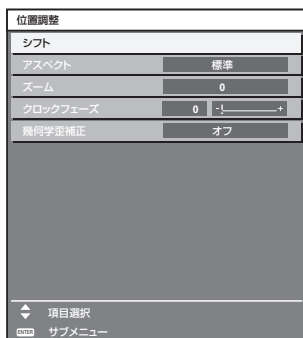 位置調整
シフト
アスペクト 標準
ズーム 0
クロックフェーズ 0 - +
幾何学歪補正 オフ
項目選択
ENTER サブメニュー